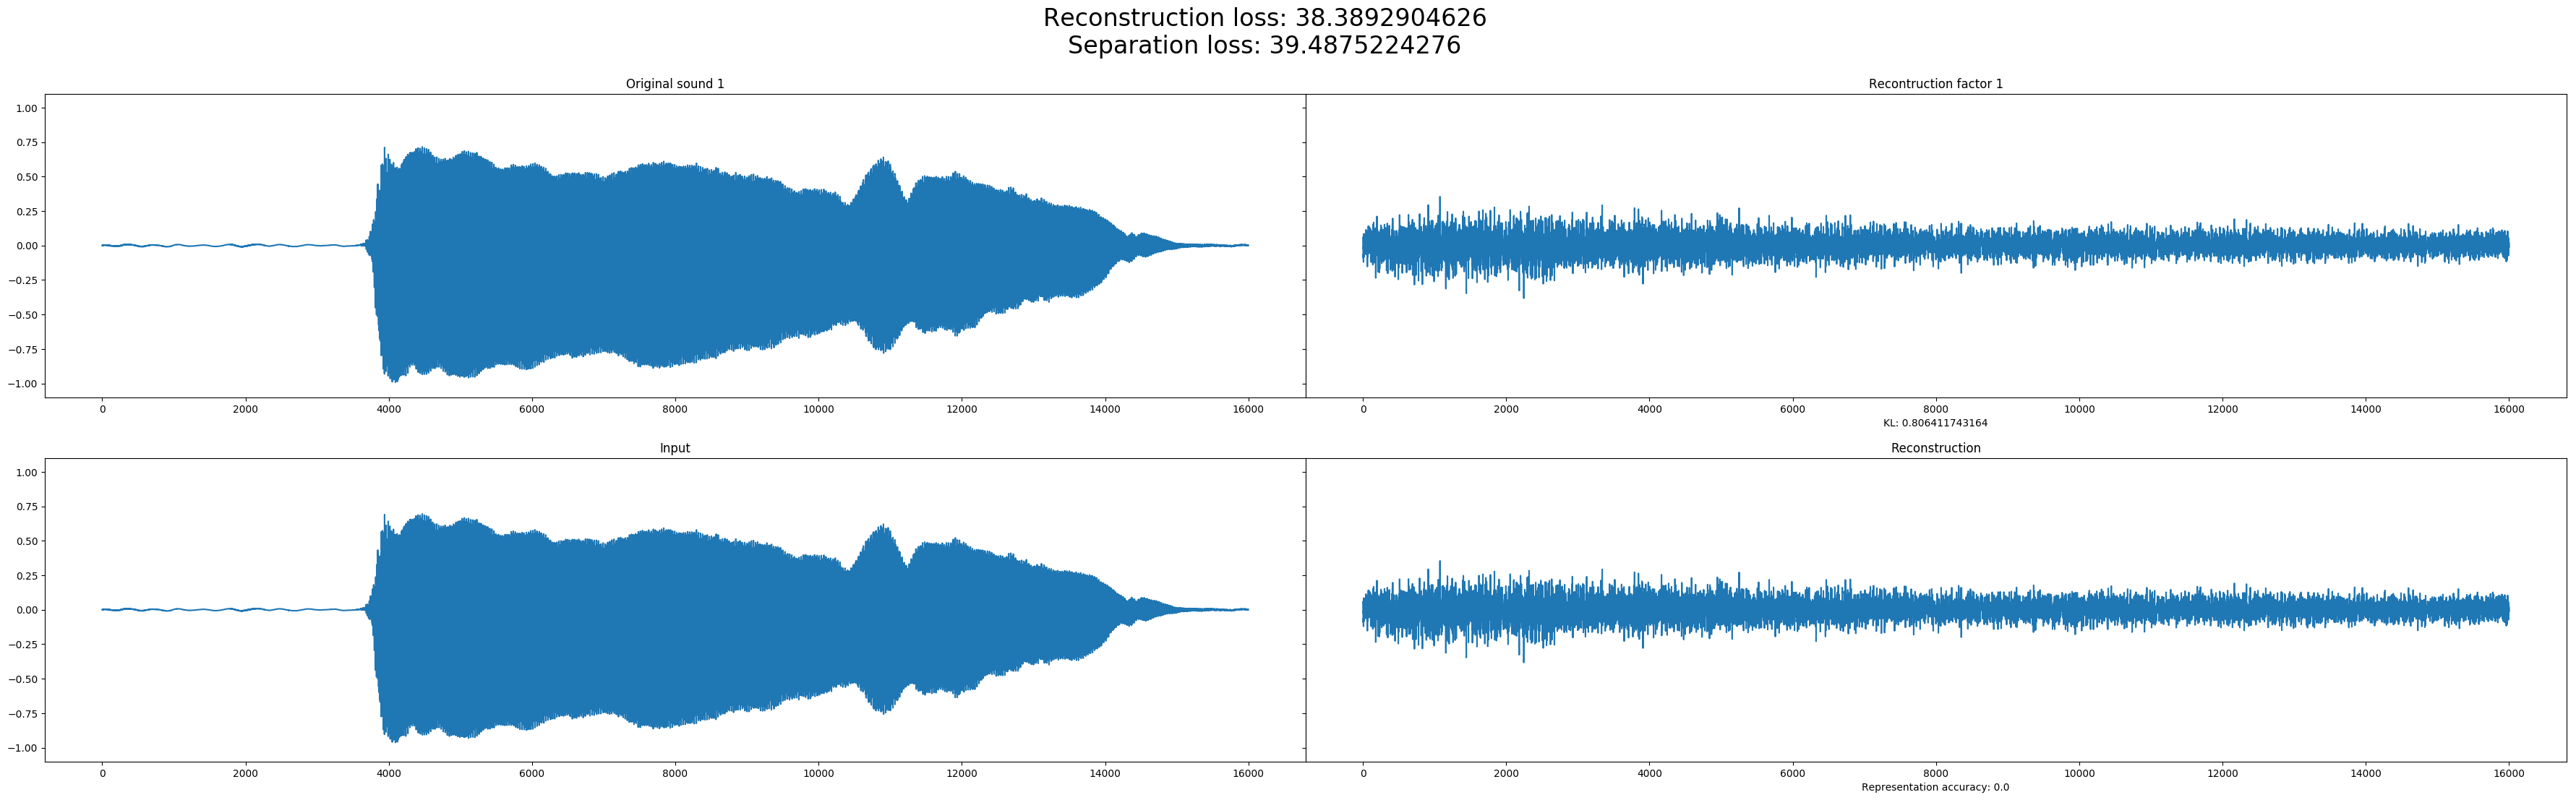 Reconstruction loss: 38.3892904626
Separation loss: 39.4875224276
Original sound 1
Recontruction factor 1
1.00
0.75
0.50
0.25
0.00
−0.25
−0.50
−0.75
−1.00
0 2000 4000 6000 8000 10000 12000 14000 16000
0 2000 4000 6000 8000 10000 12000 14000 16000
KL: 0.806411743164
Input
Reconstruction
1.00
0.75
0.50
0.25
0.00
−0.25
−0.50
−0.75
−1.00
0 2000 4000 6000 8000 10000 12000 14000 16000
0 2000 4000 6000 8000 10000 12000 14000 16000
Representation accuracy: 0.0